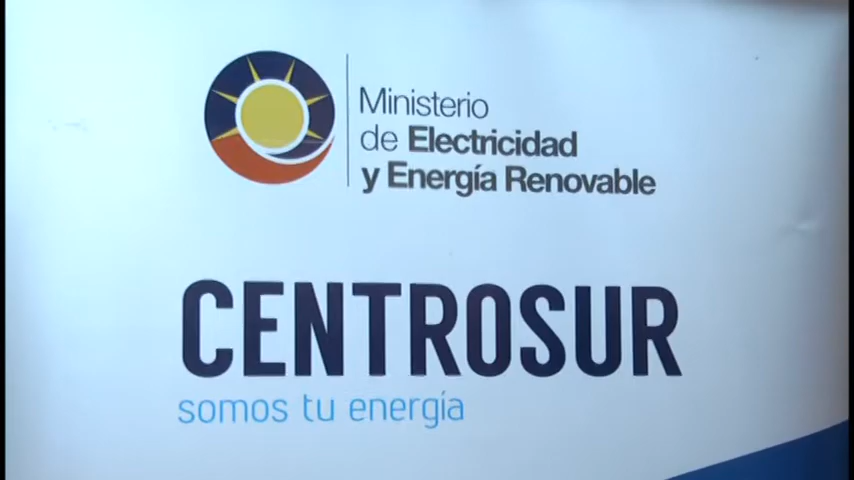 Ministerio
de Electricidad
y Energía Renovable
CENTROSUR
somos tu energía